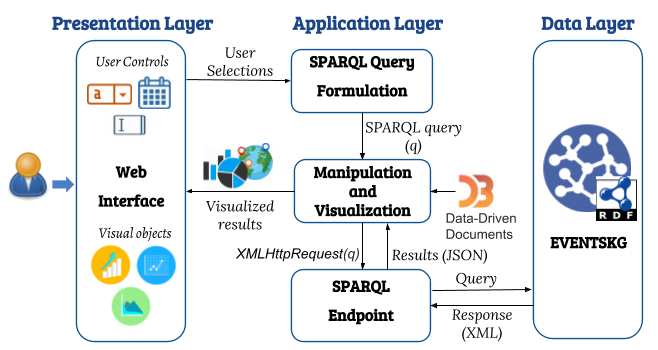 Presentation Layer
Application Layer
Data Layer
User Controls
a
I
Web
Interface
Visual objects
User
Selections
SPARQL Query
Formulation
SPARQL query
(q)
Manipulation
and
Visualization
Visualized
results
D3
Data-Driven
Documents
XMLHttpRequest(q)
Results (JSON)
SPARQL
Endpoint
Query
Response
(XML)
RDF
EVENTSKG